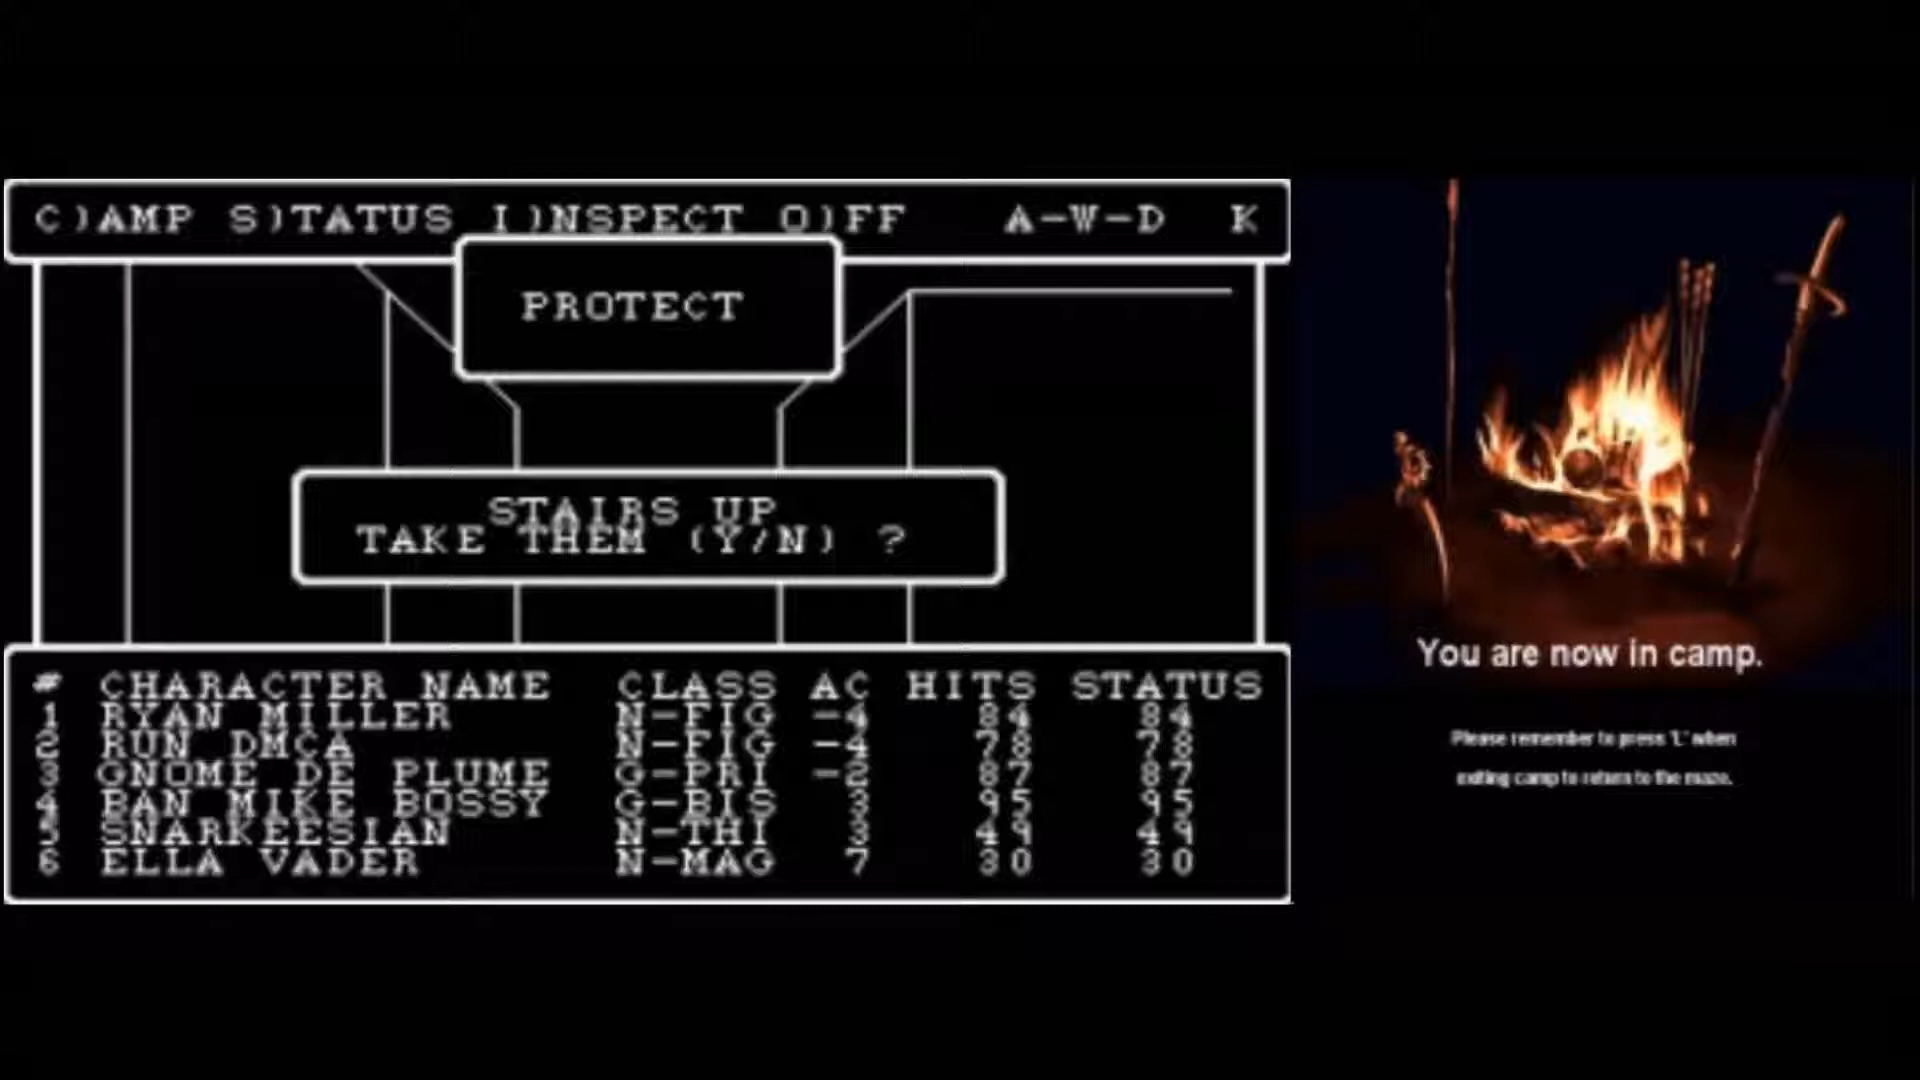 C)AMP S)TATUS I)NSPECT O)FF A-W-D K
PROTECT
STAIRS UP
TAKE THEM (Y/N) ?
# CHARACTER NAME CLASS AC HITS STATUS
1 RYAN MILLER N-FIG -4 84 84
2 RUN DMCA N-FIG -4 78 78
3 GNOME DE PLUME G-PRI -2 87 87
4 BAN MIKE BOSSY G-BIS 3 95 95
5 SNARKEESIAN N-THI 3 49 49
6 ELLA VADER N-MAG 7 30 30
You are now in camp.
Please remember to press 'L' when
exiting camp to return to the maze.